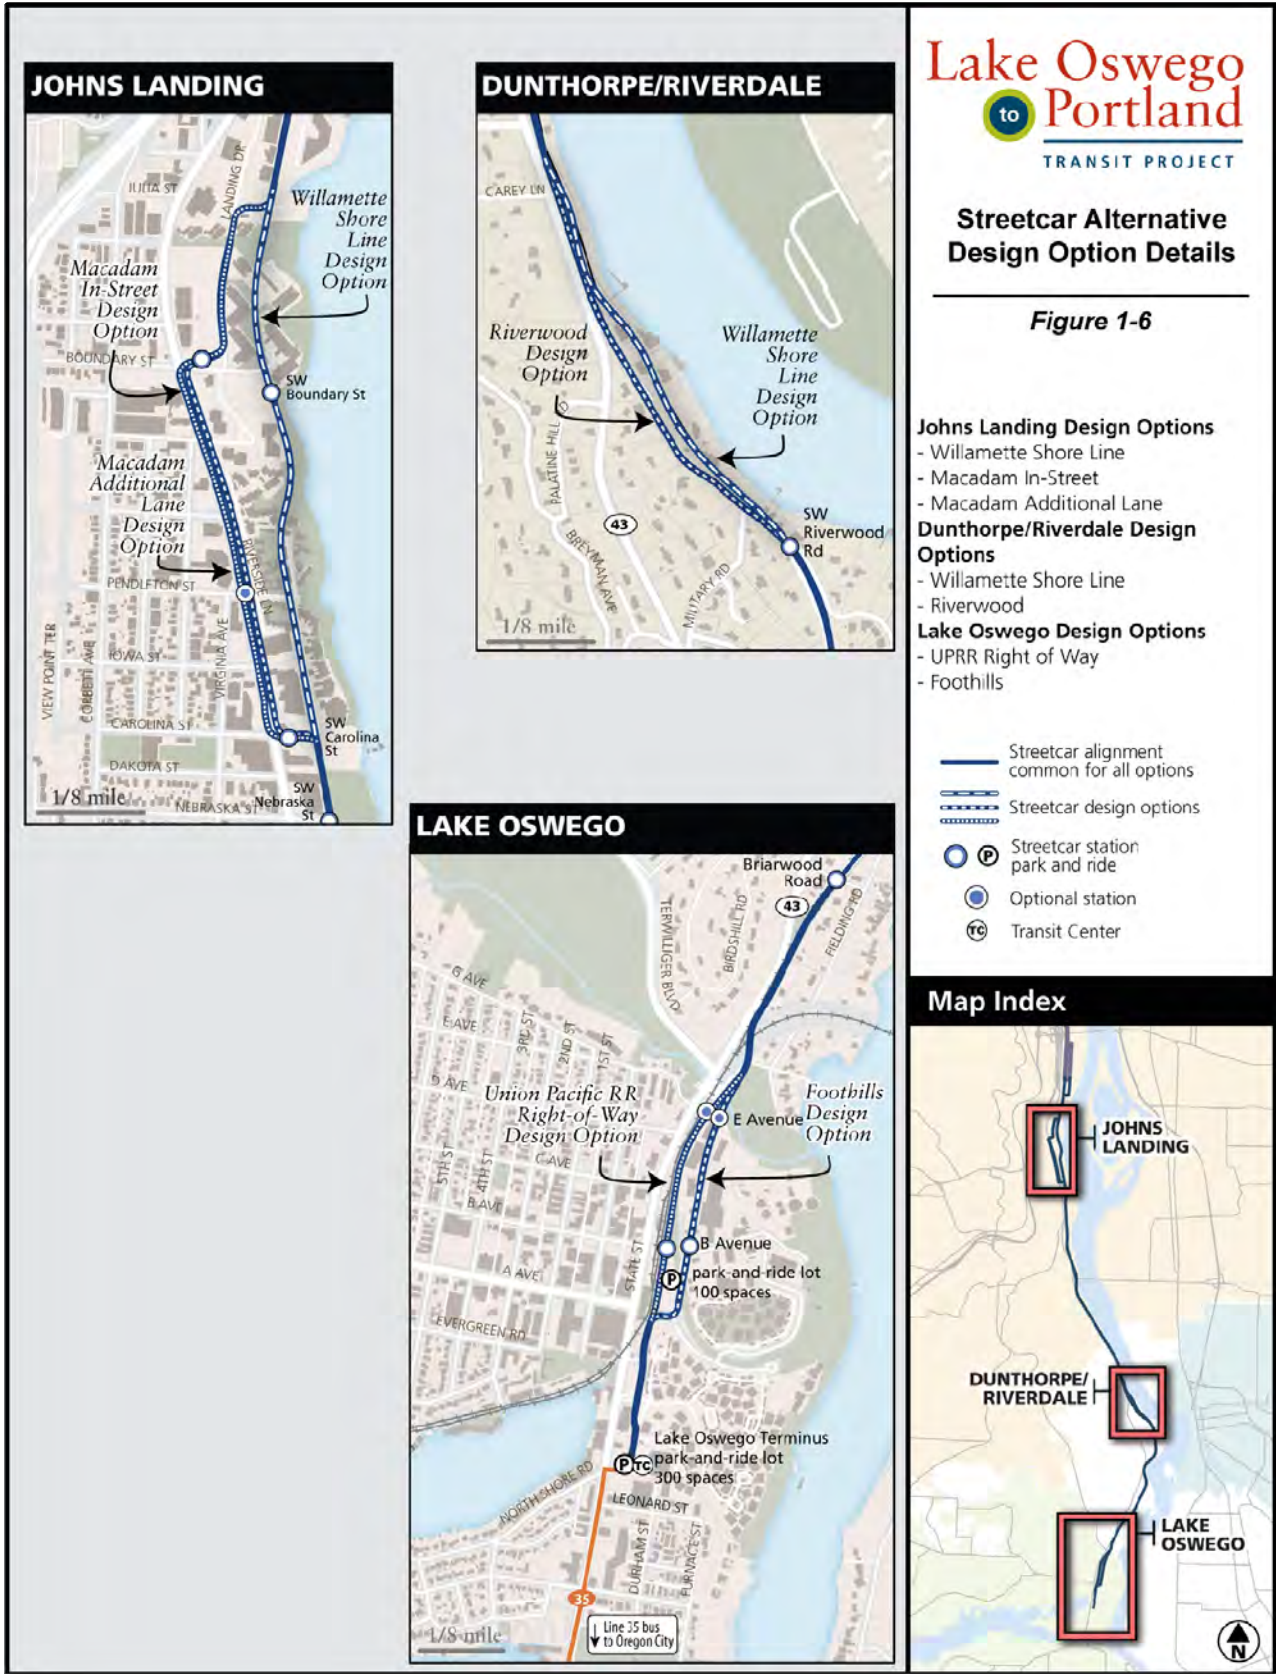 JOHNS LANDING
JULIA ST
LANDING DR
Willamette
Shore
Line
Design
Option
Macadam
In-Street
Design
Option
BOUNDARY ST
SW
Boundary St
Macadam
Additional
Lane
Design
Option
RIVERSIDE LN
PENDLETON ST
VIEW POINT TER
CORBETT AVE
IOWA ST
VIRGINIA AVE
CAROLINA ST
SW
Carolina
St
DAKOTA ST
1/8 mile
NEBRASKA ST
SW
Nebraska
St
DUNTHORPE/RIVERDALE
CAREY LN
Riverwood
Design
Option
Willamette
Shore
Line
Design
Option
PALATINE HILL RD
43
BREYMAN AVE
MILITARY RD
SW
Riverwood
Rd
1/8 mile
LAKE OSWEGO
Briarwood
Road
43
TERWILLIGER BLVD
BIRDSHILL RD
FIELDING RD
G AVE
E AVE
D AVE
3RD ST
2ND ST
1ST ST
Union Pacific RR
Right-of-Way
Design Option
E Avenue
Foothills
Design
Option
5TH ST
4TH ST
C AVE
B AVE
A AVE
STATE ST
B Avenue
P
park-and-ride lot
100 spaces
EVERGREEN RD
Lake Oswego Terminus
P TC park-and-ride lot
300 spaces
NORTH SHORE RD
LEONARD ST
DURHAM ST
FURNACE ST
35
Line 35 bus
to Oregon City
1/8 mile
Lake Oswego
to Portland
TRANSIT PROJECT
Streetcar Alternative
Design Option Details
Figure 1-6
Johns Landing Design Options
- Willamette Shore Line
- Macadam In-Street
- Macadam Additional Lane
Dunthorpe/Riverdale Design
Options
- Willamette Shore Line
- Riverwood
Lake Oswego Design Options
- UPRR Right of Way
- Foothills
Streetcar alignment
common for all options
Streetcar design options
P
Streetcar station
park and ride
Optional station
TC Transit Center
Map Index
JOHNS
LANDING
DUNTHORPE/
RIVERDALE
LAKE
OSWEGO
N